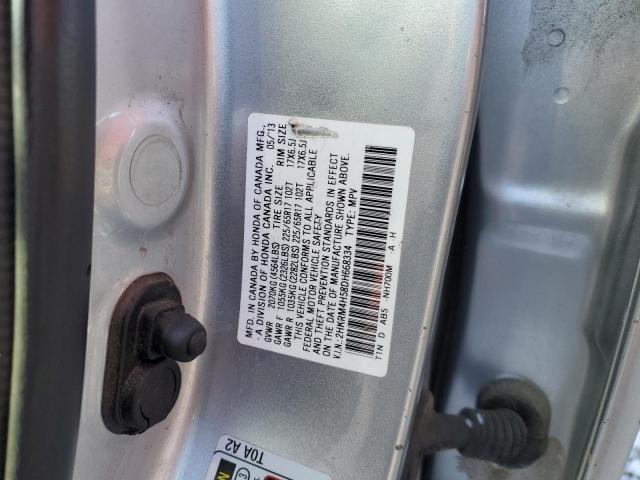 MFD. IN CANADA BY HONDA OF CANADA MFG.,
- A DIVISION OF HONDA CANADA INC. 05/'13
GVWR 2070KG(4564LBS) TIRE SIZE RIM SIZE
GAWR F 1055KG(2326LBS) 225/65R17 102T 17X6.5J
GAWR R 1035KG(2282LBS) 225/65R17 102T 17X6.5J
THIS VEHICLE CONFORMS TO ALL APPLICABLE
FEDERAL MOTOR VEHICLE SAFETY
AND THEFT PREVENTION STANDARDS IN EFFECT
ON THE DATE OF MANUFACTURE SHOWN ABOVE.
V.I.N.:2HKRM4H58DH668334 TYPE: MPV
T1N D AB5 -NH700M A -H
T0A A2